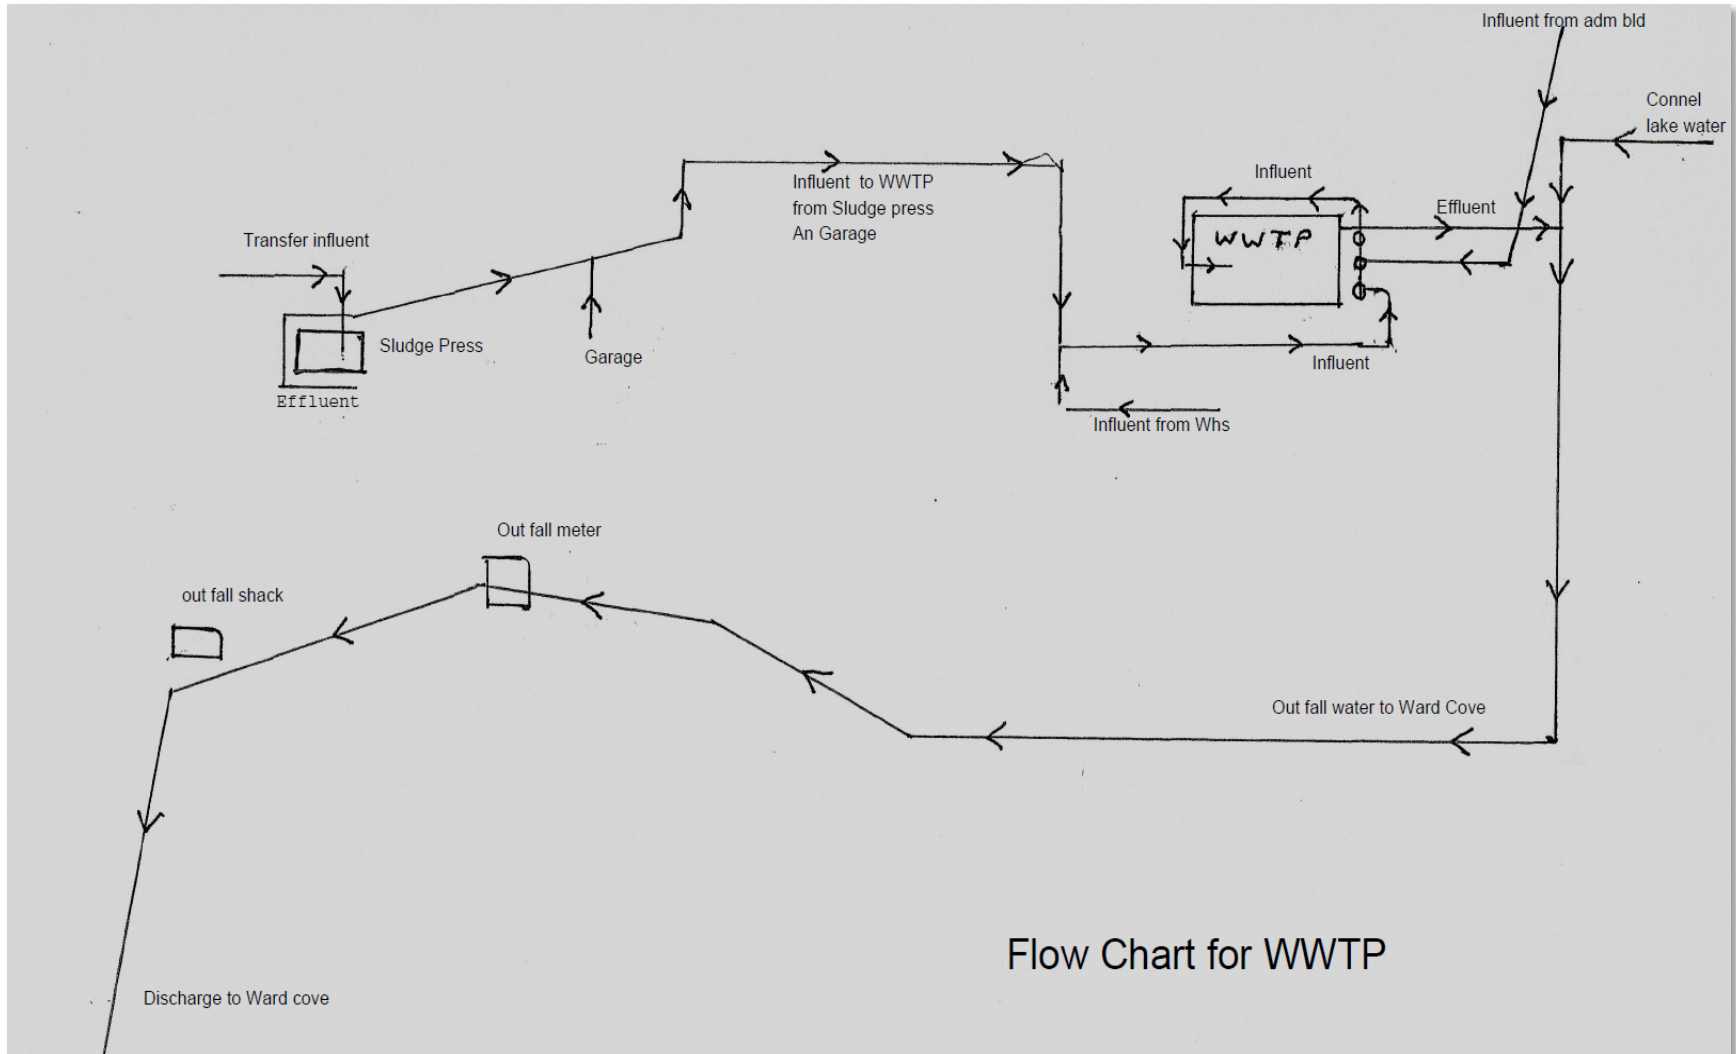 Influent from adm bld
Connel
lake water
Influent
Influent to WWTP
from Sludge press
An Garage
Effluent
WWTP
Transfer influent
Sludge Press
Garage
Influent
Effluent
Influent from Whs
Out fall meter
out fall shack
Out fall water to Ward Cove
Flow Chart for WWTP
Discharge to Ward cove